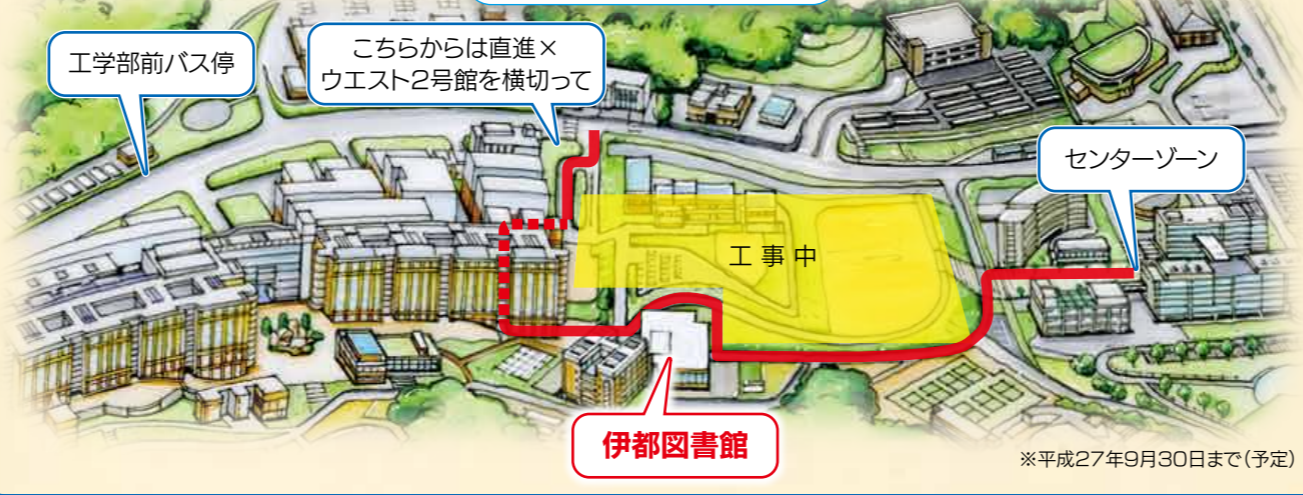 工学部前バス停
こちらからは直進×
ウエスト2号館を横切って
センターゾーン
工事中
伊都図書館
※平成27年9月30日まで(予定)